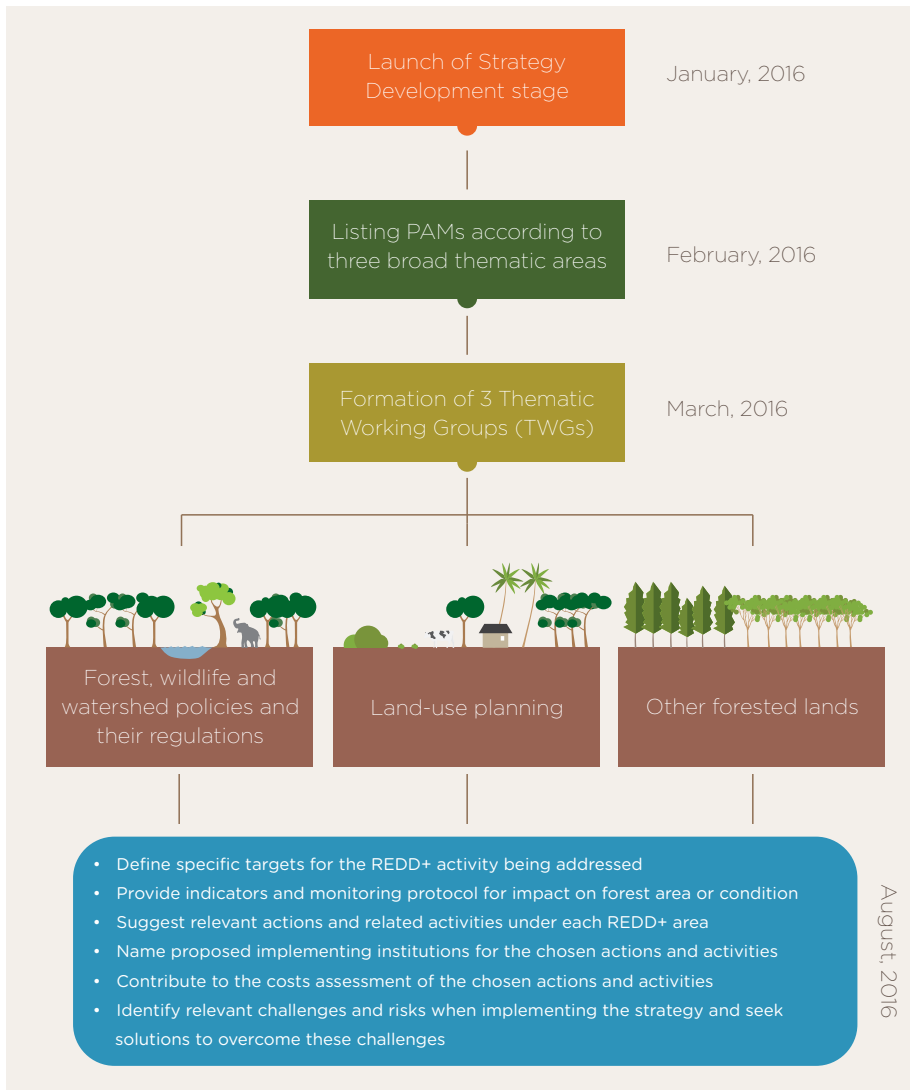 Launch of Strategy
Development stage
January, 2016
Listing PAMs according to
three broad thematic areas
February, 2016
Formation of 3 Thematic
Working Groups (TWGs)
March, 2016
Forest, wildlife and
watershed policies and
their regulations
Land-use planning
Other forested lands
• Define specific targets for the REDD+ activity being addressed
• Provide indicators and monitoring protocol for impact on forest area or condition
• Suggest relevant actions and related activities under each REDD+ area
• Name proposed implementing institutions for the chosen actions and activities
• Contribute to the costs assessment of the chosen actions and activities
• Identify relevant challenges and risks when implementing the strategy and seek
solutions to overcome these challenges
August, 2016